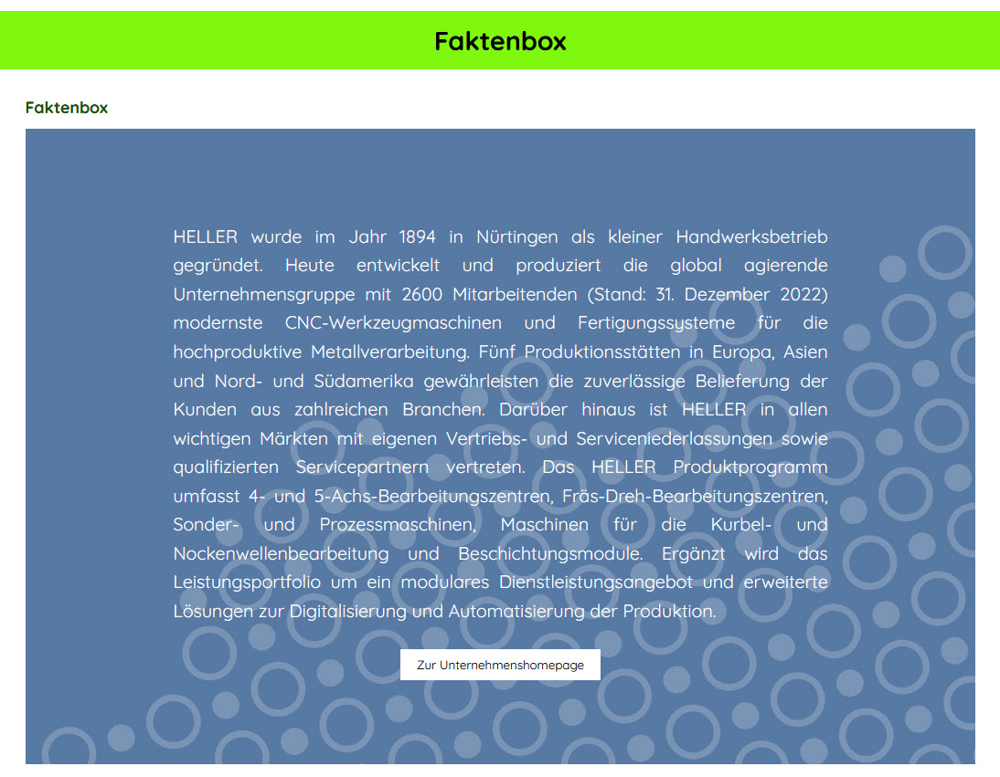 Faktenbox
Faktenbox
HELLER wurde im Jahr 1894 in Nürtingen als kleiner Handwerksbetrieb
gegründet. Heute entwickelt und produziert die global agierende
Unternehmensgruppe mit 2600 Mitarbeitenden (Stand: 31. Dezember 2022)
modernste CNC-Werkzeugmaschinen und Fertigungssysteme für die
hochproduktive Metallverarbeitung. Fünf Produktionsstätten in Europa, Asien
und Nord- und Südamerika gewährleisten die zuverlässige Belieferung der
Kunden aus zahlreichen Branchen. Darüber hinaus ist HELLER in allen
wichtigen Märkten mit eigenen Vertriebs- und Serviceniederlassungen sowie
qualifizierten Servicepartnern vertreten. Das HELLER Produktprogramm
umfasst 4- und 5-Achs-Bearbeitungszentren, Fräs-Dreh-Bearbeitungszentren,
Sonder- und Prozessmaschinen, Maschinen für die Kurbel- und
Nockenwellenbearbeitung und Beschichtungsmodule. Ergänzt wird das
Leistungsportfolio um ein modulares Dienstleistungsangebot und erweiterte
Lösungen zur Digitalisierung und Automatisierung der Produktion.
Zur Unternehmenshomepage